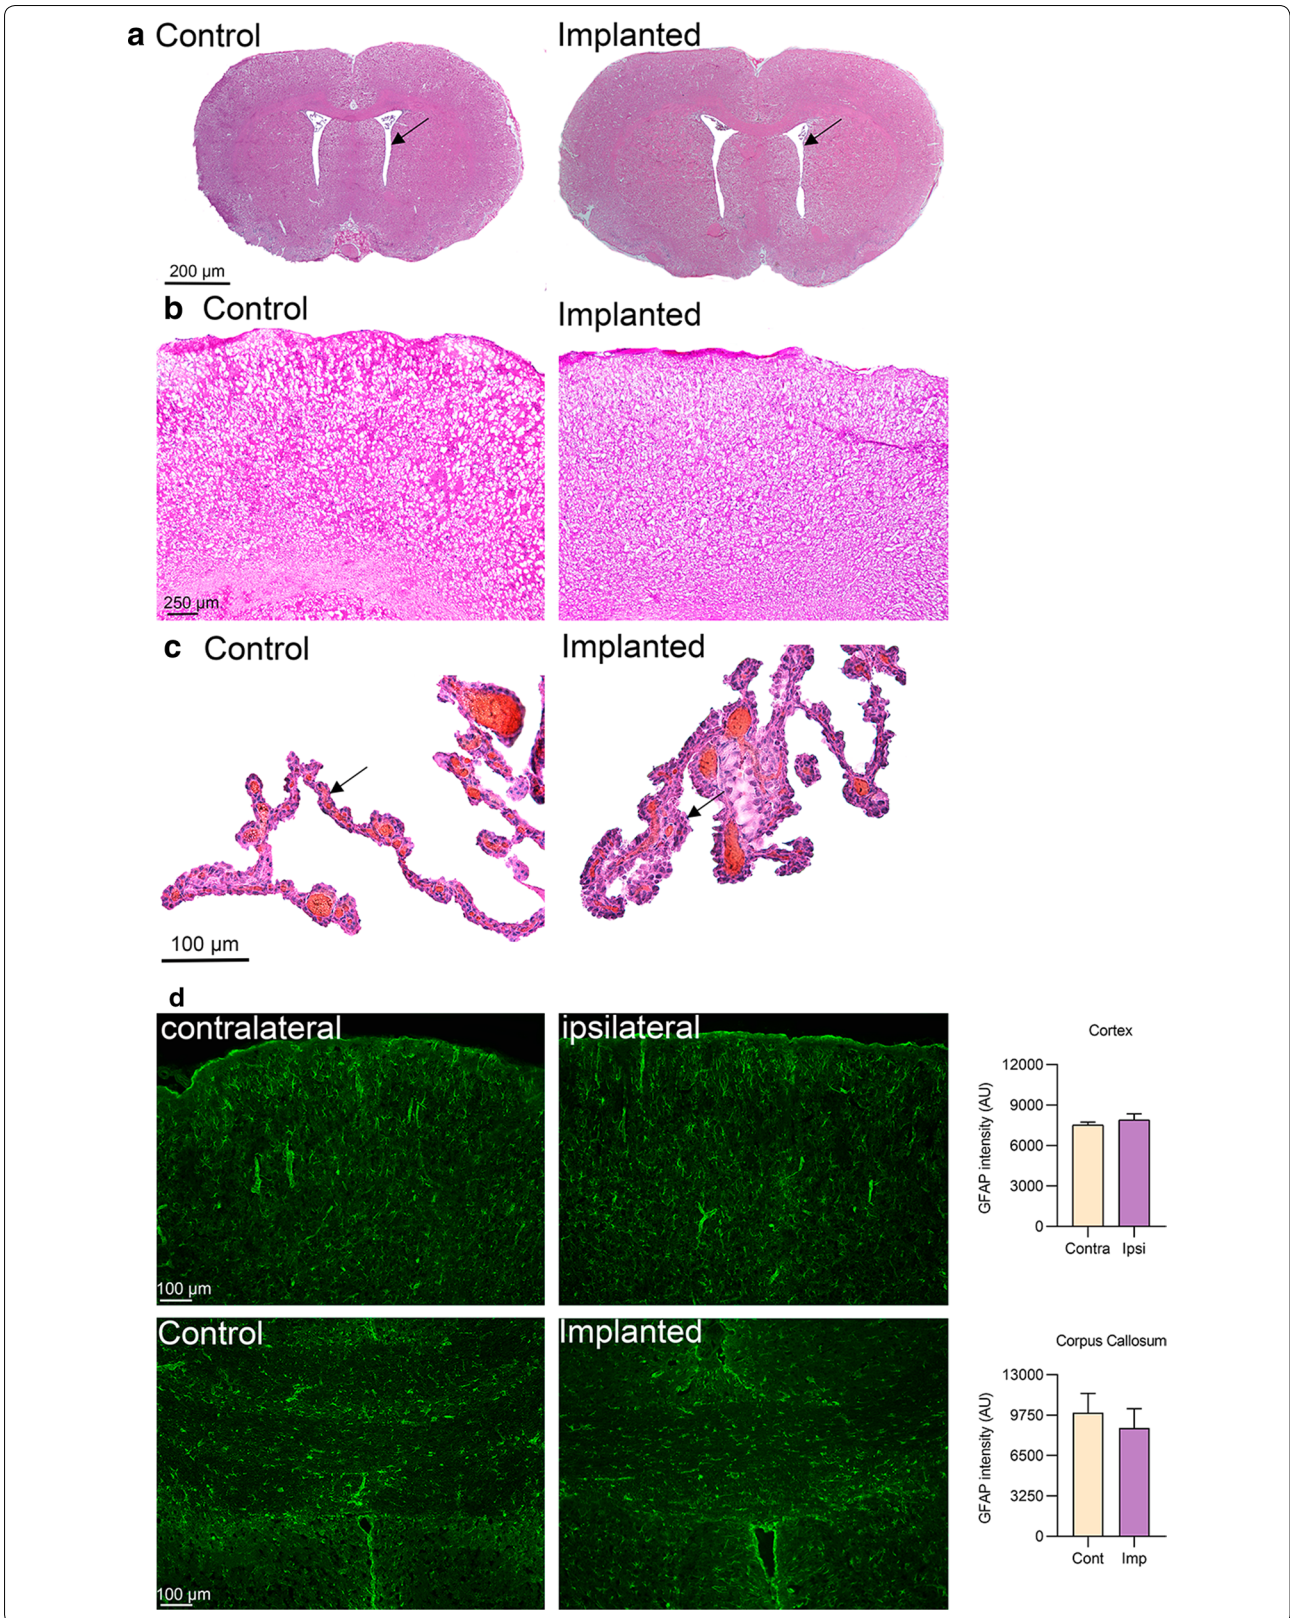 a Control Implanted
200 µm
b Control Implanted
250 µm
c Control Implanted
100 µm
d
contralateral ipsilateral
100 µm
Cortex
12000
9000
6000
3000
0
GFAP intensity (AU)
Contra Ipsi
Control Implanted
100 µm
Corpus Callosum
13000
9750
6500
3250
0
GFAP intensity (AU)
Cont Imp